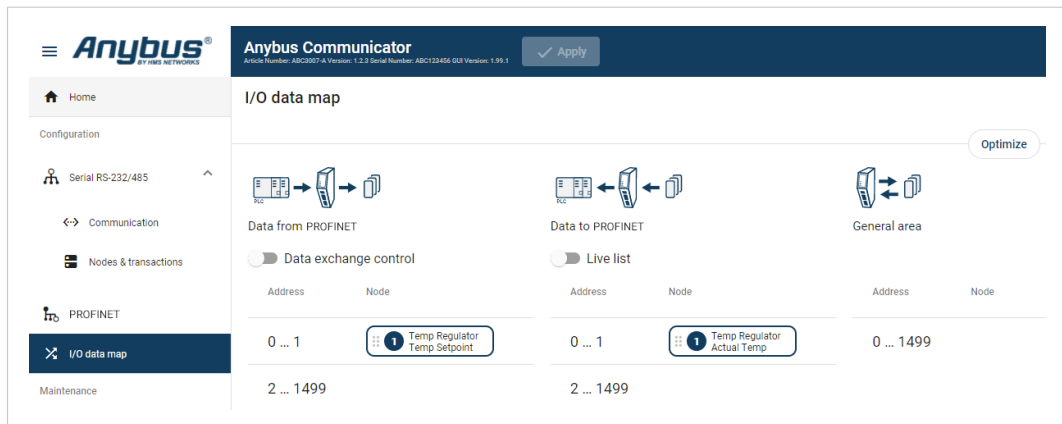 Anybus®
BY HMS NETWORKS
Anybus Communicator
Article Number: ABC3007-A Version: 1.2.3 Serial Number: ABC123456 GUI Version: 1.99.1
Apply
Home
Configuration
Serial RS-232/485
Communication
Nodes & transactions
PROFINET
I/O data map
Maintenance
I/O data map
Optimize
PLC
Data from PROFINET
Data exchange control
Address Node
0 ... 1 1 Temp Regulator
Temp Setpoint
2 ... 1499
PLC
Data to PROFINET
Live list
Address Node
0 ... 1 1 Temp Regulator
Actual Temp
2 ... 1499
General area
Address Node
0 ... 1499